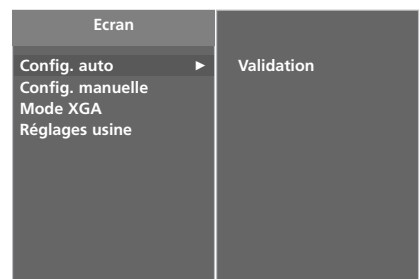 Ecran
Config. auto ►
Validation
Config. manuelle
Mode XGA
Réglages usine